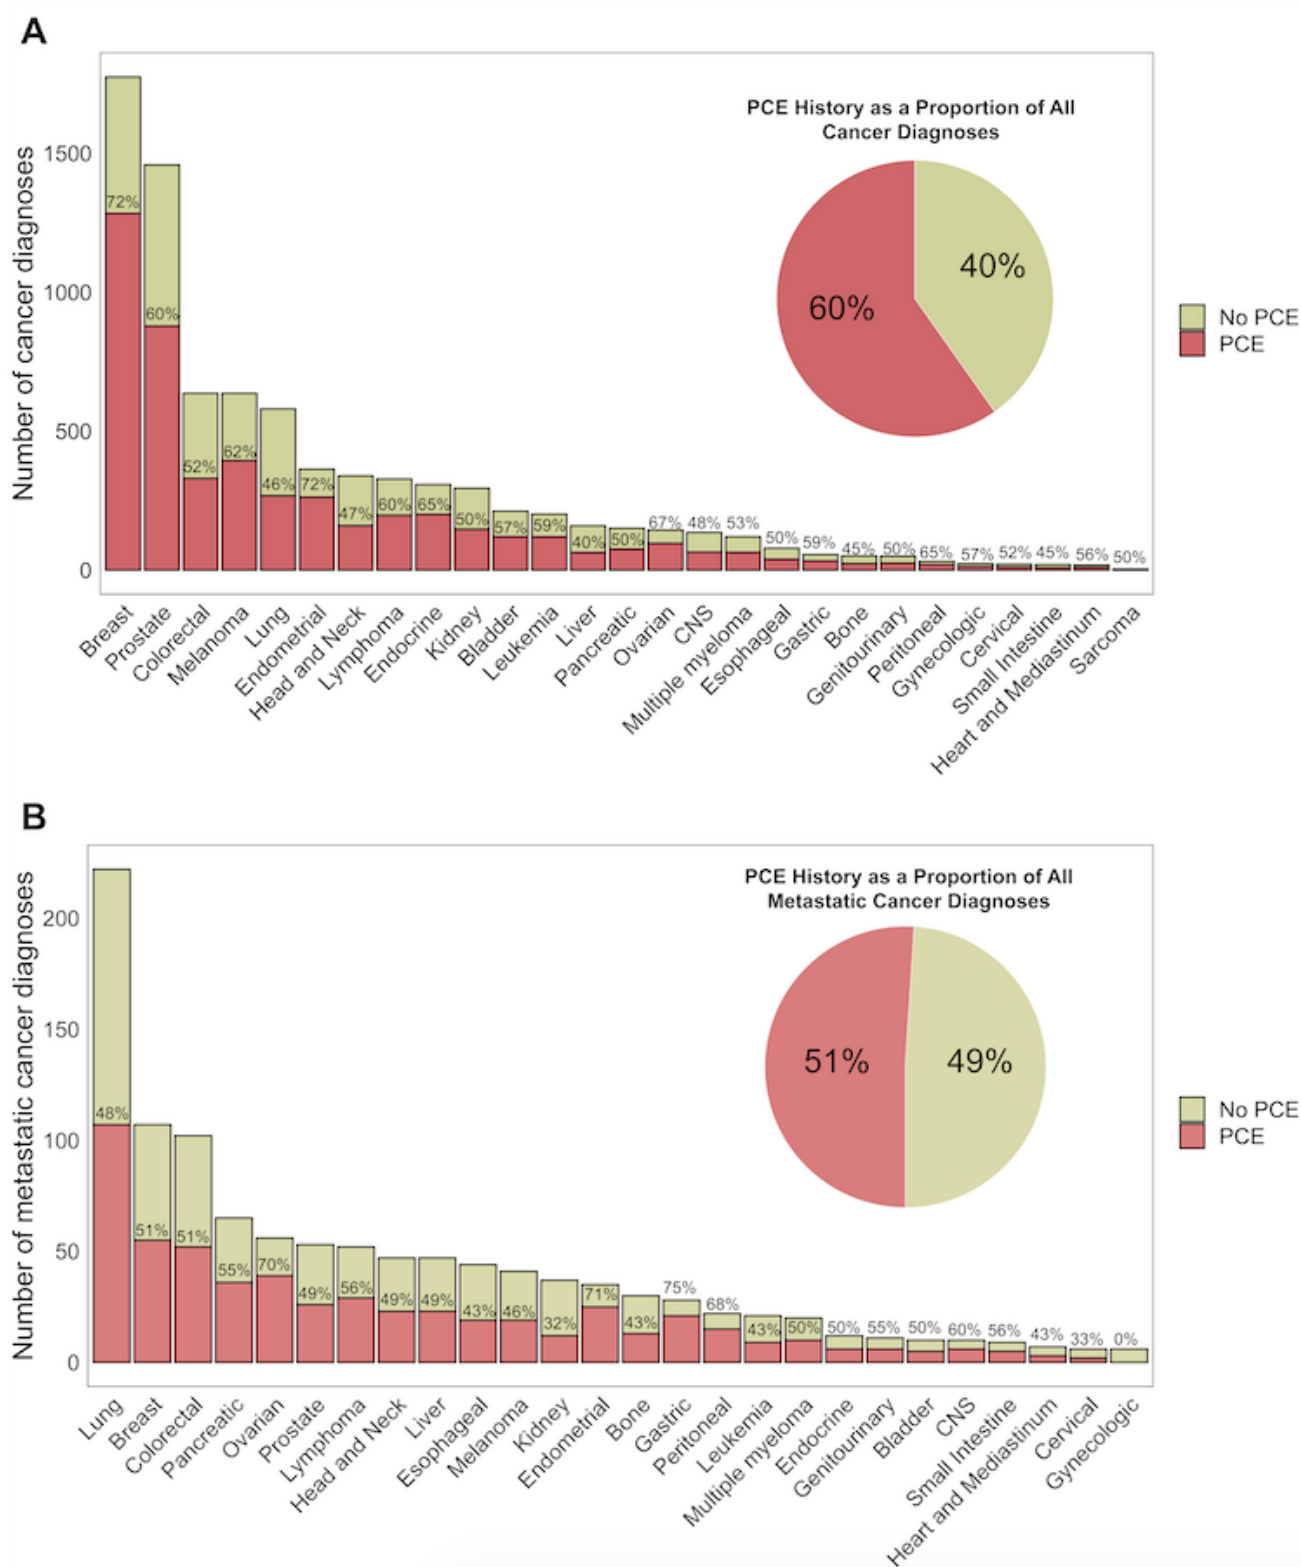 A
PCE History as a Proportion of All
Cancer Diagnoses
Number of cancer diagnoses
1500
1000
500
0
72%
60%
52%
62%
46%
72%
47%
60%
65%
50%
57%
59%
40%
50%
67%
48%
53%
50%
59%
45%
50%
65%
57%
52%
45%
56%
50%
40%
60%
No PCE
PCE
Breast
Prostate
Colorectal
Melanoma
Lung
Endometrial
Head and Neck
Lymphoma
Endocrine
Kidney
Bladder
Leukemia
Liver
Pancreatic
Ovarian
CNS
Multiple myeloma
Esophageal
Gastric
Bone
Genitourinary
Peritoneal
Gynecologic
Cervical
Small Intestine
Heart and Mediastinum
Sarcoma
B
PCE History as a Proportion of All
Metastatic Cancer Diagnoses
Number of metastatic cancer diagnoses
200
150
100
50
0
48%
51%
51%
55%
70%
49%
56%
49%
49%
43%
46%
32%
71%
43%
75%
68%
43%
50%
50%
55%
50%
60%
56%
43%
33%
0%
51%
49%
No PCE
PCE
Lung
Breast
Colorectal
Pancreatic
Ovarian
Prostate
Lymphoma
Head and Neck
Liver
Esophageal
Melanoma
Kidney
Endometrial
Bone
Gastric
Peritoneal
Leukemia
Multiple myeloma
Endocrine
Genitourinary
Bladder
CNS
Small Intestine
Heart and Mediastinum
Cervical
Gynecologic